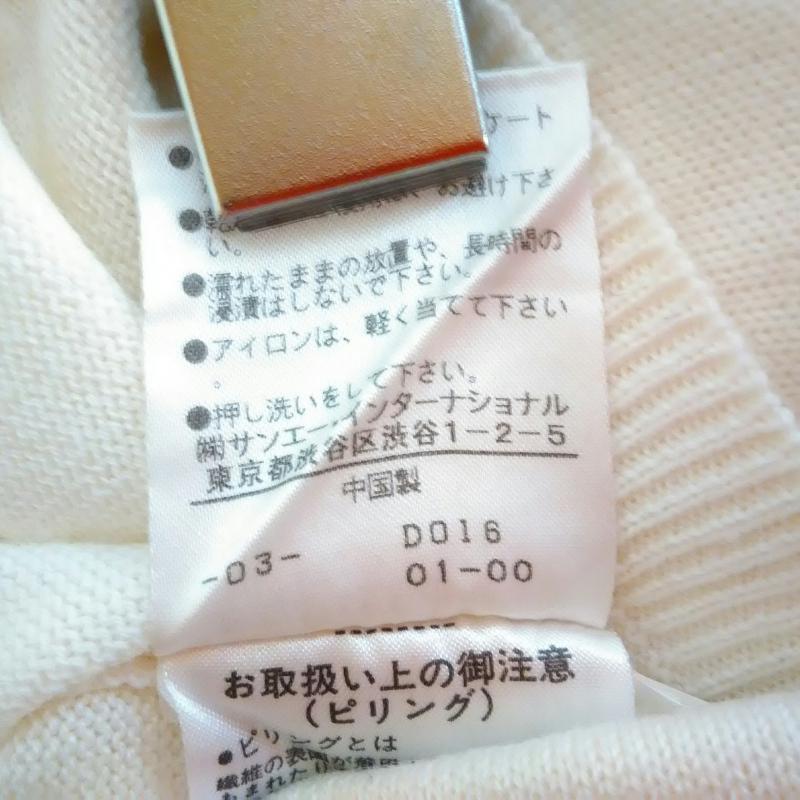 ケート
お避け下さ
い。
●濡れたままの放置や、長時間の
浸漬はしないで下さい。
●アイロンは、軽く当てて下さい
。
●押し洗いをして下さい。
㈱サンエー・インターナショナル
東京都渋谷区渋谷1-2-5
中国製
D016
-03-
01-00
お取扱い上の御注意
(ピリング)
●ピリングとは
繊維の表面